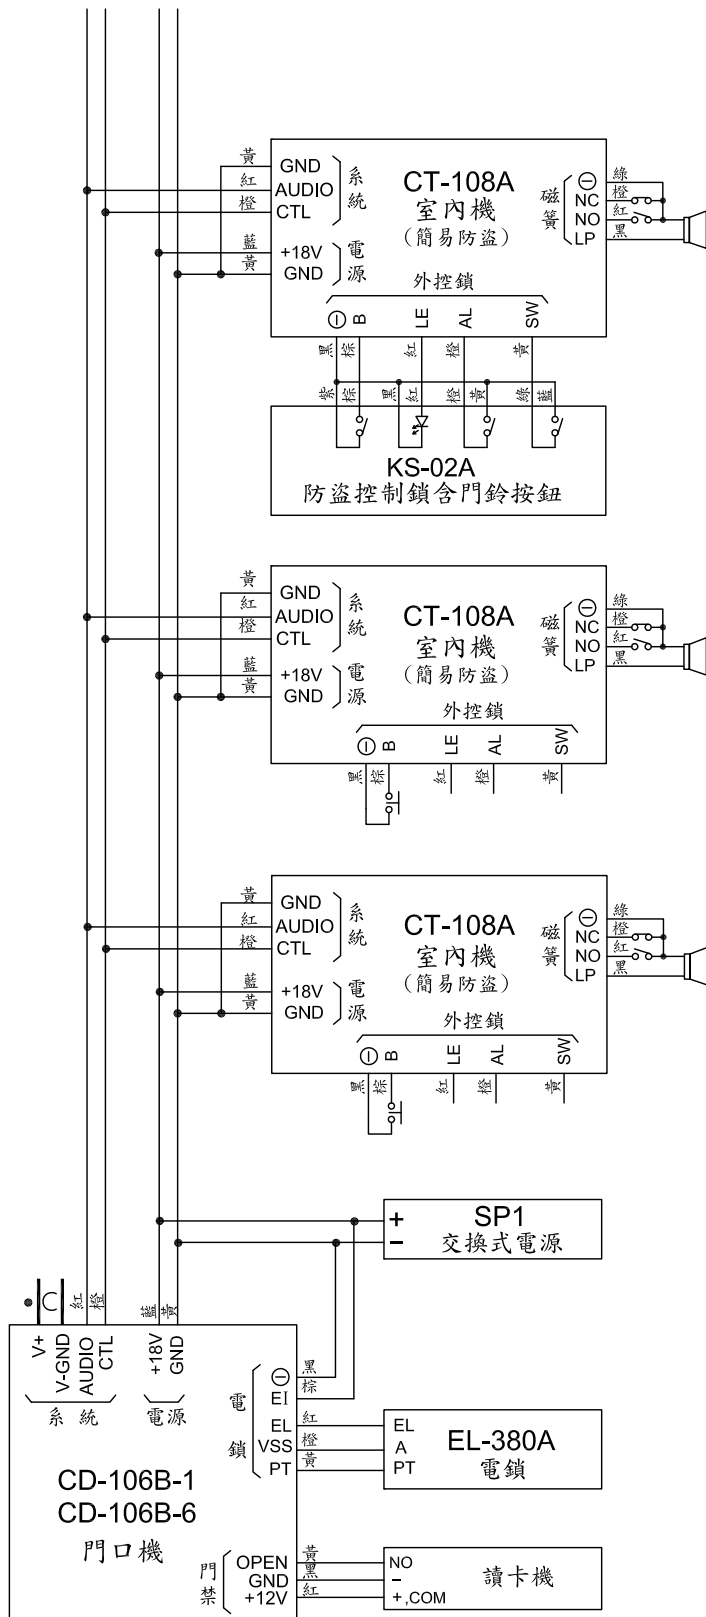 黃 GND
紅 AUDIO
橙 CTL
系統
藍 +18V
黃 GND
電源
CT-108A
室內機
(簡易防盜)
磁簧
⊖ 綠
NC 橙
NO 紅
LP 黑
外控鎖
⊖ B LE AL SW
黑 棕 紅 橙 黃
紫 棕 黑 紅 橙 黃 綠 藍
KS-02A
防盜控制鎖含門鈴按鈕
黃 GND
紅 AUDIO
橙 CTL
系統
藍 +18V
黃 GND
電源
CT-108A
室內機
(簡易防盜)
磁簧
⊖ 綠
NC 橙
NO 紅
LP 黑
外控鎖
⊖ B LE AL SW
黑 棕 紅 橙 黃
黃 GND
紅 AUDIO
橙 CTL
系統
藍 +18V
黃 GND
電源
CT-108A
室內機
(簡易防盜)
磁簧
⊖ 綠
NC 橙
NO 紅
LP 黑
外控鎖
⊖ B LE AL SW
黑 棕 紅 橙 黃
+ SP1
− 交換式電源
• C 紅 橙 藍 黃
V+ V-GND AUDIO CTL +18V GND
系統 電源
電鎖
⊖ 黑
EI 棕
EL 紅
VSS 橙
PT 黃
EL
A
PT
EL-380A
電鎖
CD-106B-1
CD-106B-6
門口機
門禁
OPEN 黃
GND 黑
+12V 紅
NO
−
+,COM
讀卡機